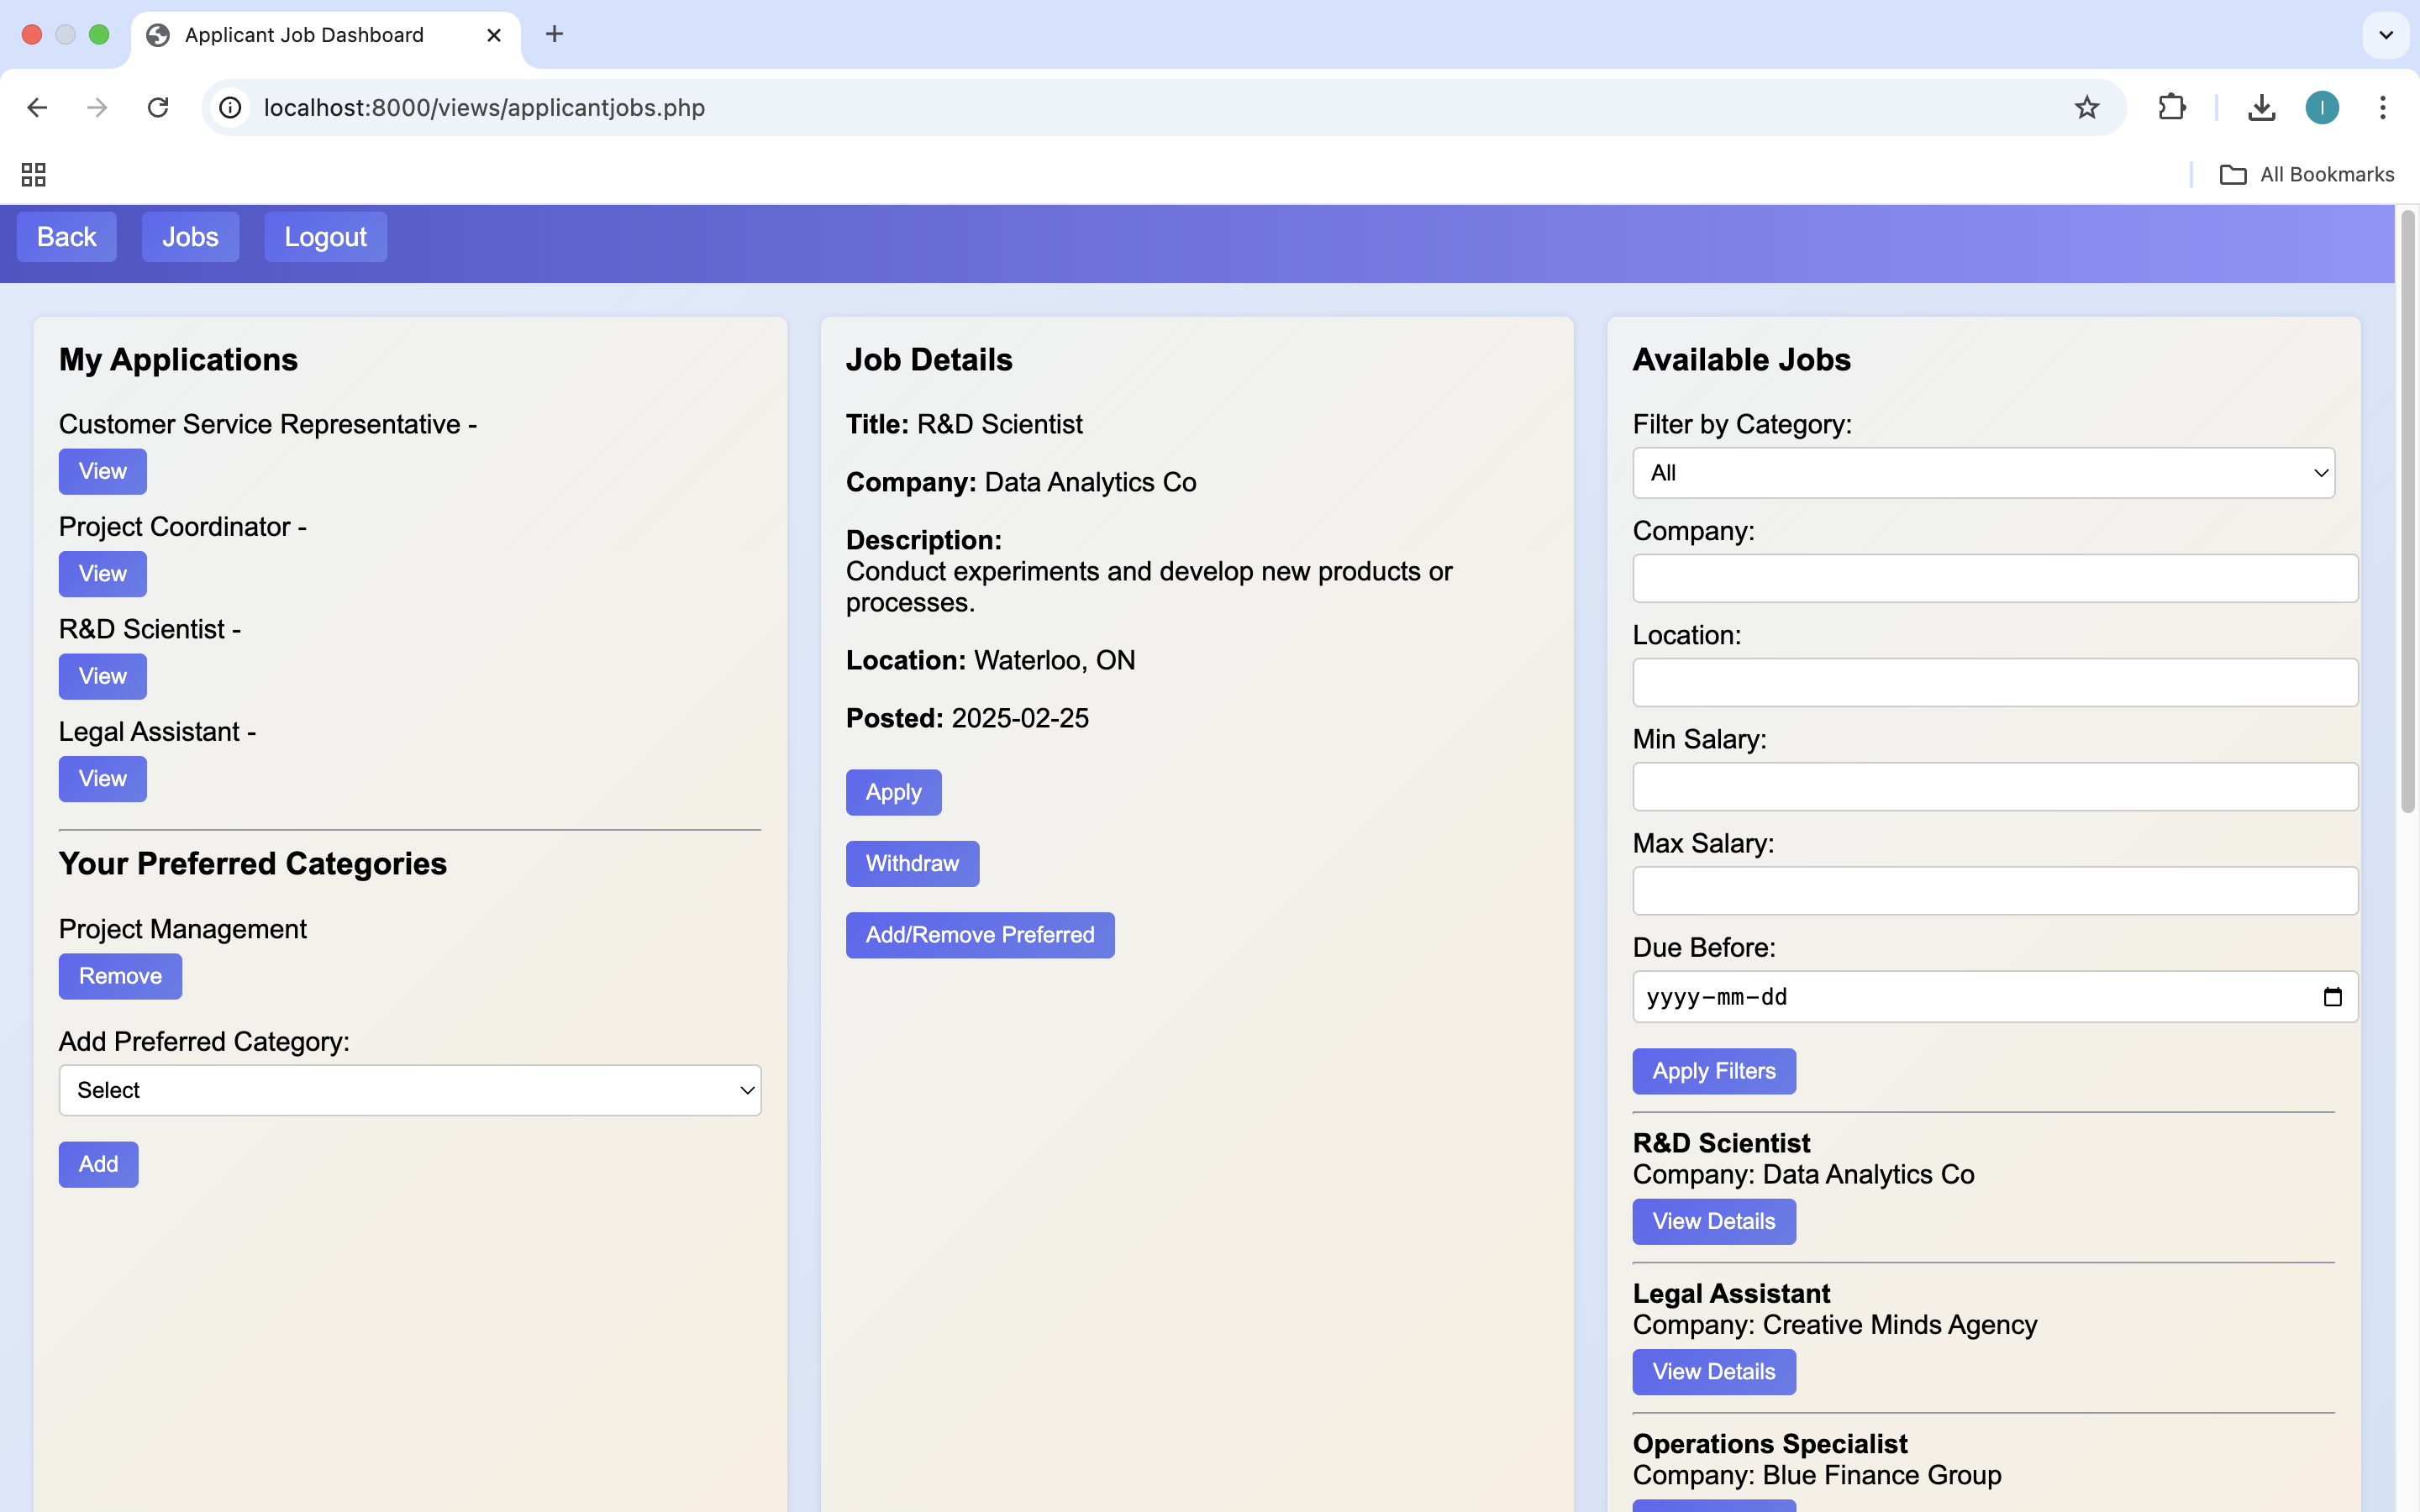 Applicant Job Dashboard
localhost:8000/views/applicantjobs.php
I
All Bookmarks
Back
Jobs
Logout
My Applications
Customer Service Representative -
View
Project Coordinator -
View
R&D Scientist -
View
Legal Assistant -
View
Your Preferred Categories
Project Management
Remove
Add Preferred Category:
Select
Add
Job Details
Title: R&D Scientist
Company: Data Analytics Co
Description:
Conduct experiments and develop new products or
processes.
Location: Waterloo, ON
Posted: 2025-02-25
Apply
Withdraw
Add/Remove Preferred
Available Jobs
Filter by Category:
All
Company:
Location:
Min Salary:
Max Salary:
Due Before:
yyyy-mm-dd
Apply Filters
R&D Scientist
Company: Data Analytics Co
View Details
Legal Assistant
Company: Creative Minds Agency
View Details
Operations Specialist
Company: Blue Finance Group